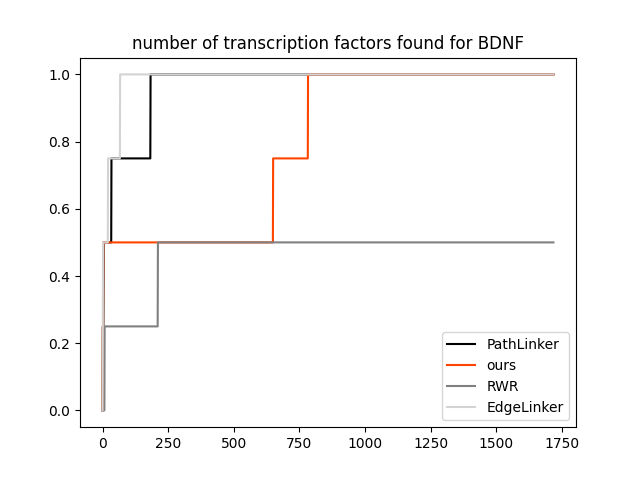 number of transcription factors found for BDNF
1.0
0.8
0.6
0.4
0.2
0.0
PathLinker
ours
RWR
EdgeLinker
0 250 500 750 1000 1250 1500 1750